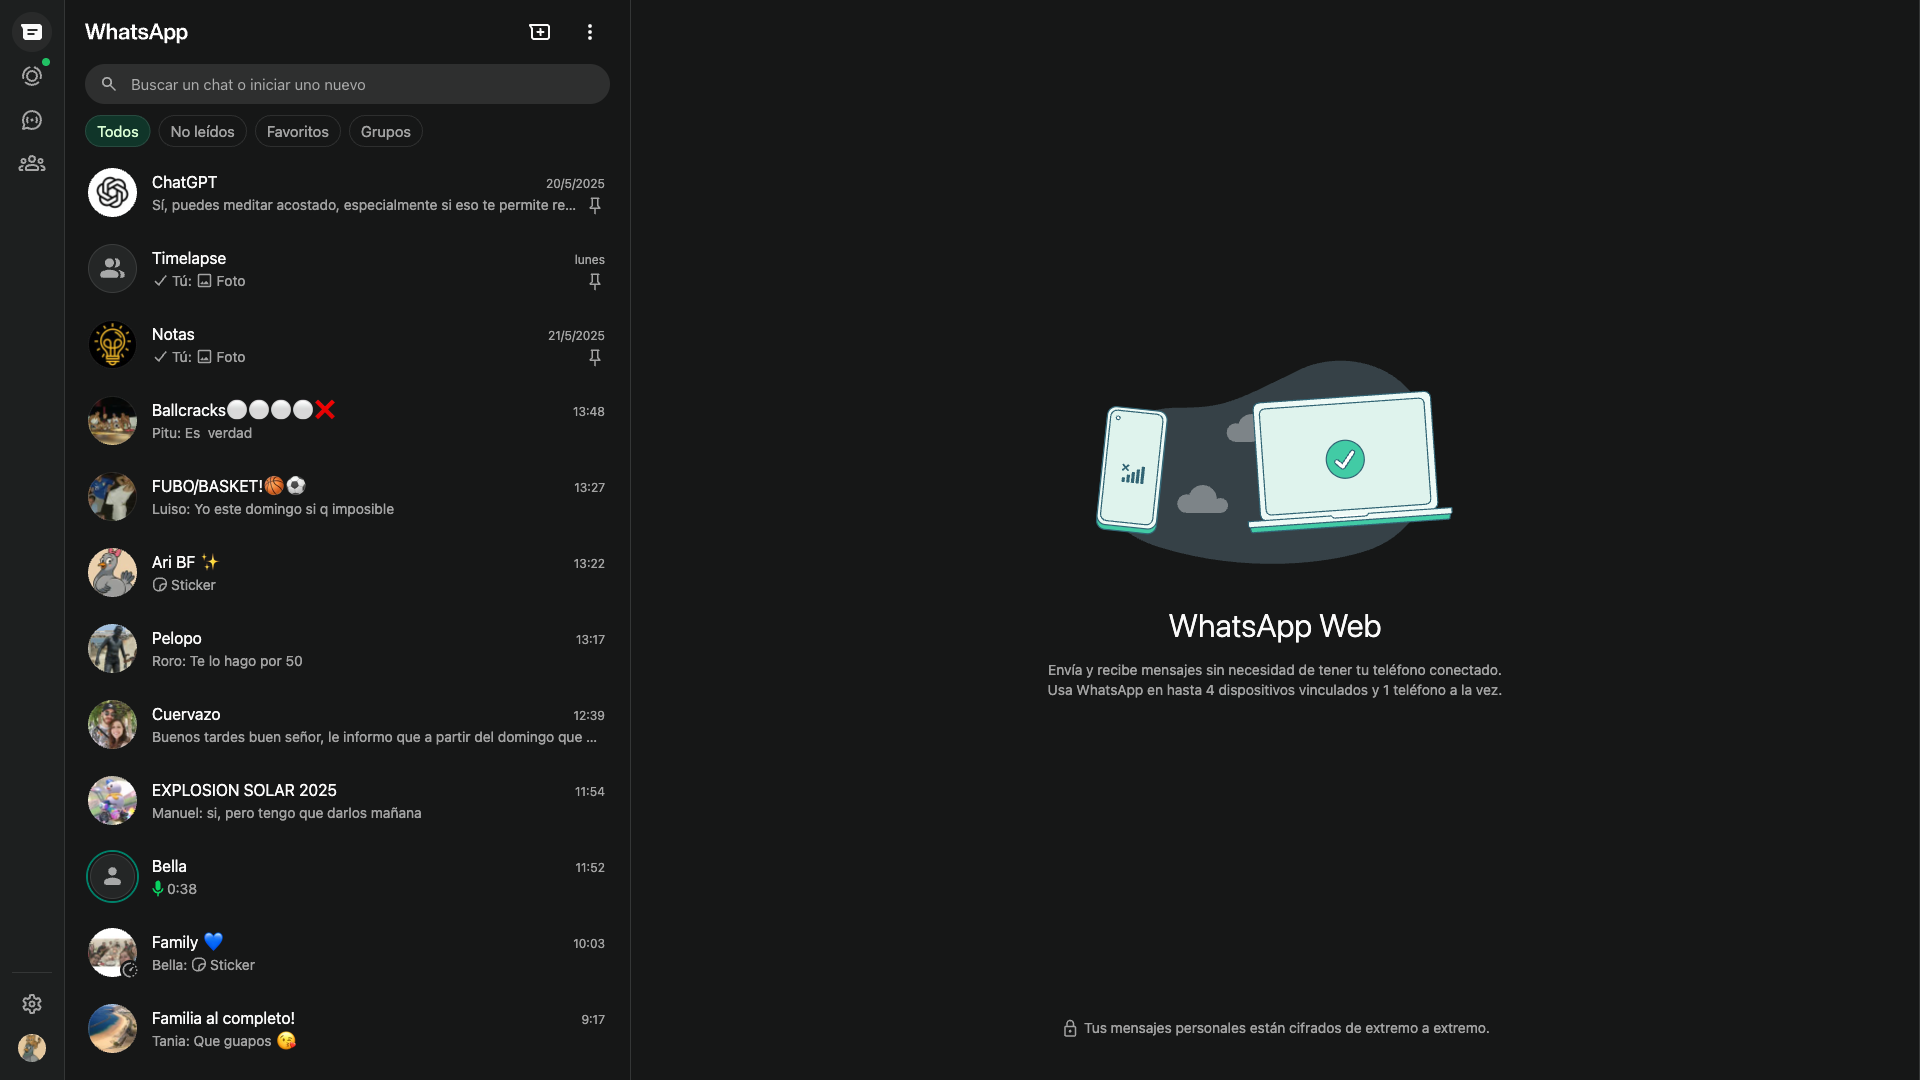 WhatsApp
Buscar un chat o iniciar uno nuevo
Todos
No leídos
Favoritos
Grupos
ChatGPT
20/5/2025
Sí, puedes meditar acostado, especialmente si eso te permite re...
Timelapse
lunes
Tú: Foto
Notas
21/5/2025
Tú: Foto
Ballcracks⚪⚪⚪⚪❌
13:48
Pitu: Es  verdad
FUBO/BASKET!🏀⚽
13:27
Luiso: Yo este domingo si q imposible
Ari BF ✨
13:22
Sticker
Pelopo
13:17
Roro: Te lo hago por 50
Cuervazo
12:39
Buenos tardes buen señor, le informo que a partir del domingo que ...
EXPLOSION SOLAR 2025
11:54
Manuel: si, pero tengo que darlos mañana
Bella
11:52
0:38
Family 💙
10:03
Bella: Sticker
Familia al completo!
9:17
Tania: Que guapos 😘
WhatsApp Web
Envía y recibe mensajes sin necesidad de tener tu teléfono conectado.
Usa WhatsApp en hasta 4 dispositivos vinculados y 1 teléfono a la vez.
Tus mensajes personales están cifrados de extremo a extremo.